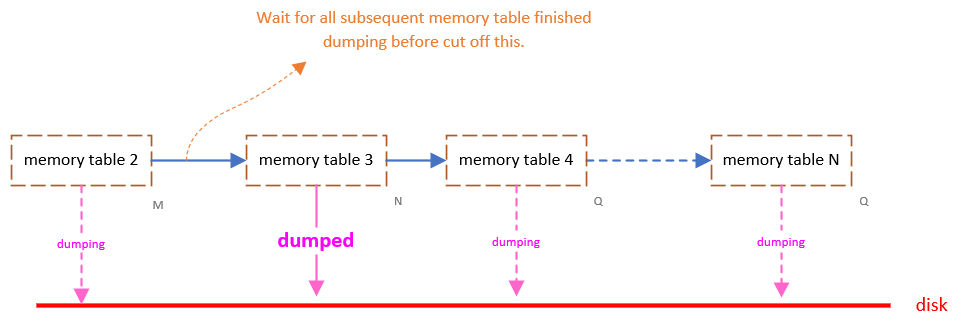 Wait for all subsequent memory table finished
dumping before cut off this.
memory table 2
memory table 3
memory table 4
memory table N
M
N
Q
Q
dumping
dumped
dumping
dumping
disk